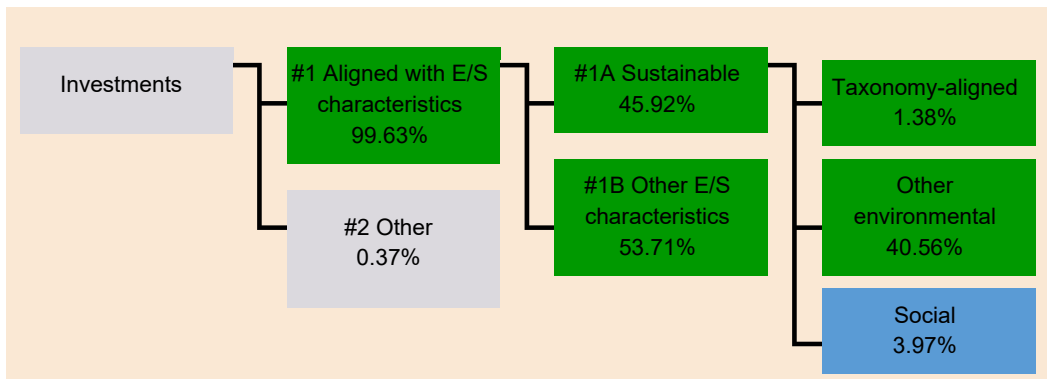 Investments
#1 Aligned with E/S
characteristics
99.63%
#2 Other
0.37%
#1A Sustainable
45.92%
#1B Other E/S
characteristics
53.71%
Taxonomy-aligned
1.38%
Other
environmental
40.56%
Social
3.97%